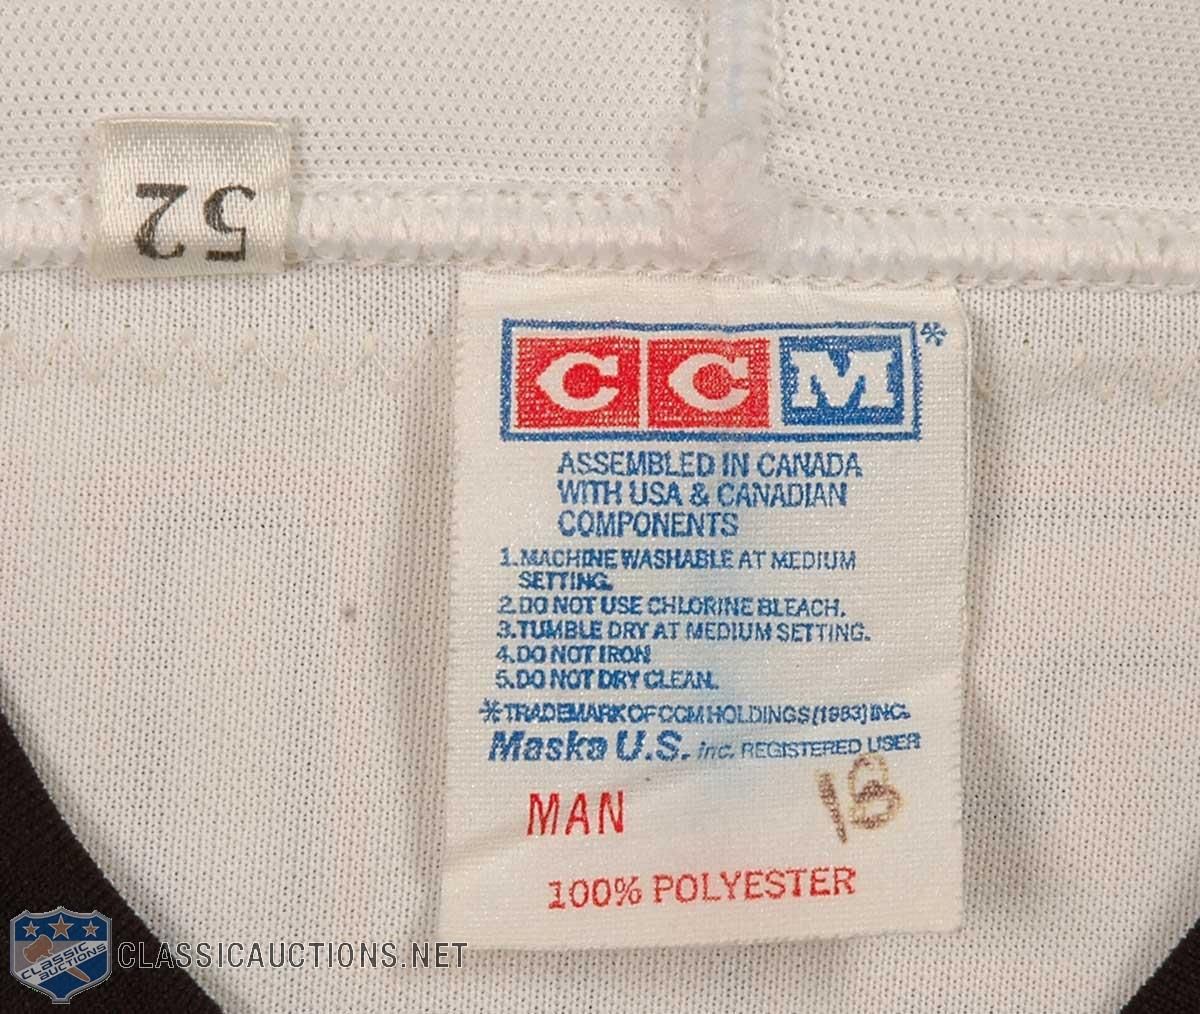 52
CCM*
ASSEMBLED IN CANADA
WITH USA & CANADIAN
COMPONENTS
1.MACHINE WASHABLE AT MEDIUM
SETTING.
2.DO NOT USE CHLORINE BLEACH.
3.TUMBLE DRY AT MEDIUM SETTING.
4.DO NOT IRON
5.DO NOT DRY CLEAN.
*TRADEMARK OF CCM HOLDINGS (1983) INC.
Maska U.S. inc. REGISTERED USER
18
MAN
100% POLYESTER
CLASSIC AUCTIONS
CLASSICAUCTIONS.NET